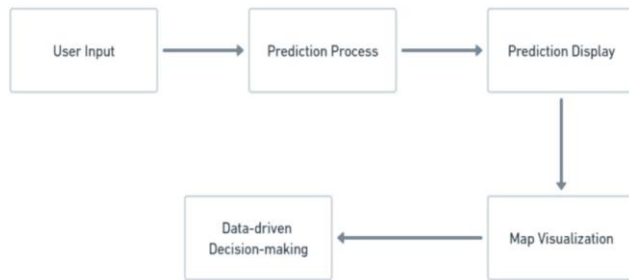 User Input
Prediction Process
Prediction Display
Map Visualization
Data-driven
Decision-making